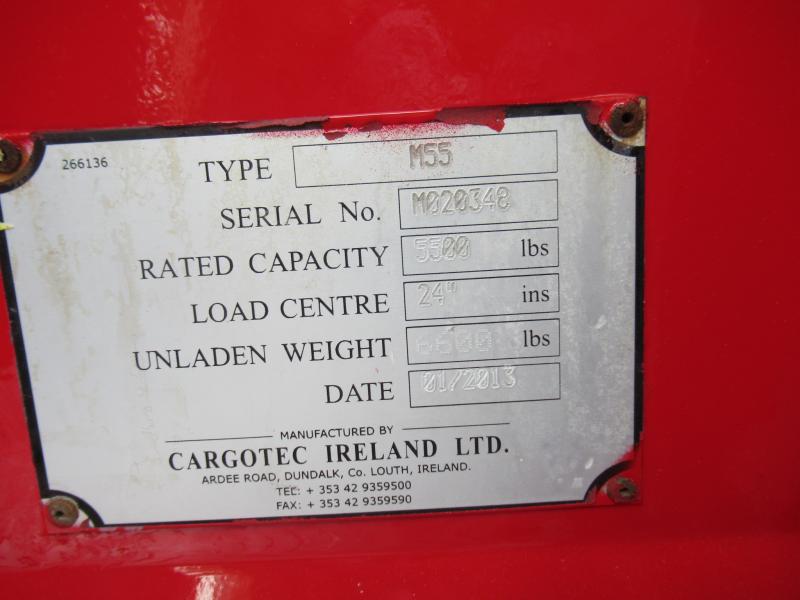 266136
TYPE M55
SERIAL No. M020348
RATED CAPACITY 5500 lbs
LOAD CENTRE 24" ins
UNLADEN WEIGHT 6600 lbs
DATE 01/2013
MANUFACTURED BY
CARGOTEC IRELAND LTD.
ARDEE ROAD, DUNDALK, Co. LOUTH, IRELAND.
TEL: + 353 42 9359500
FAX: + 353 42 9359590